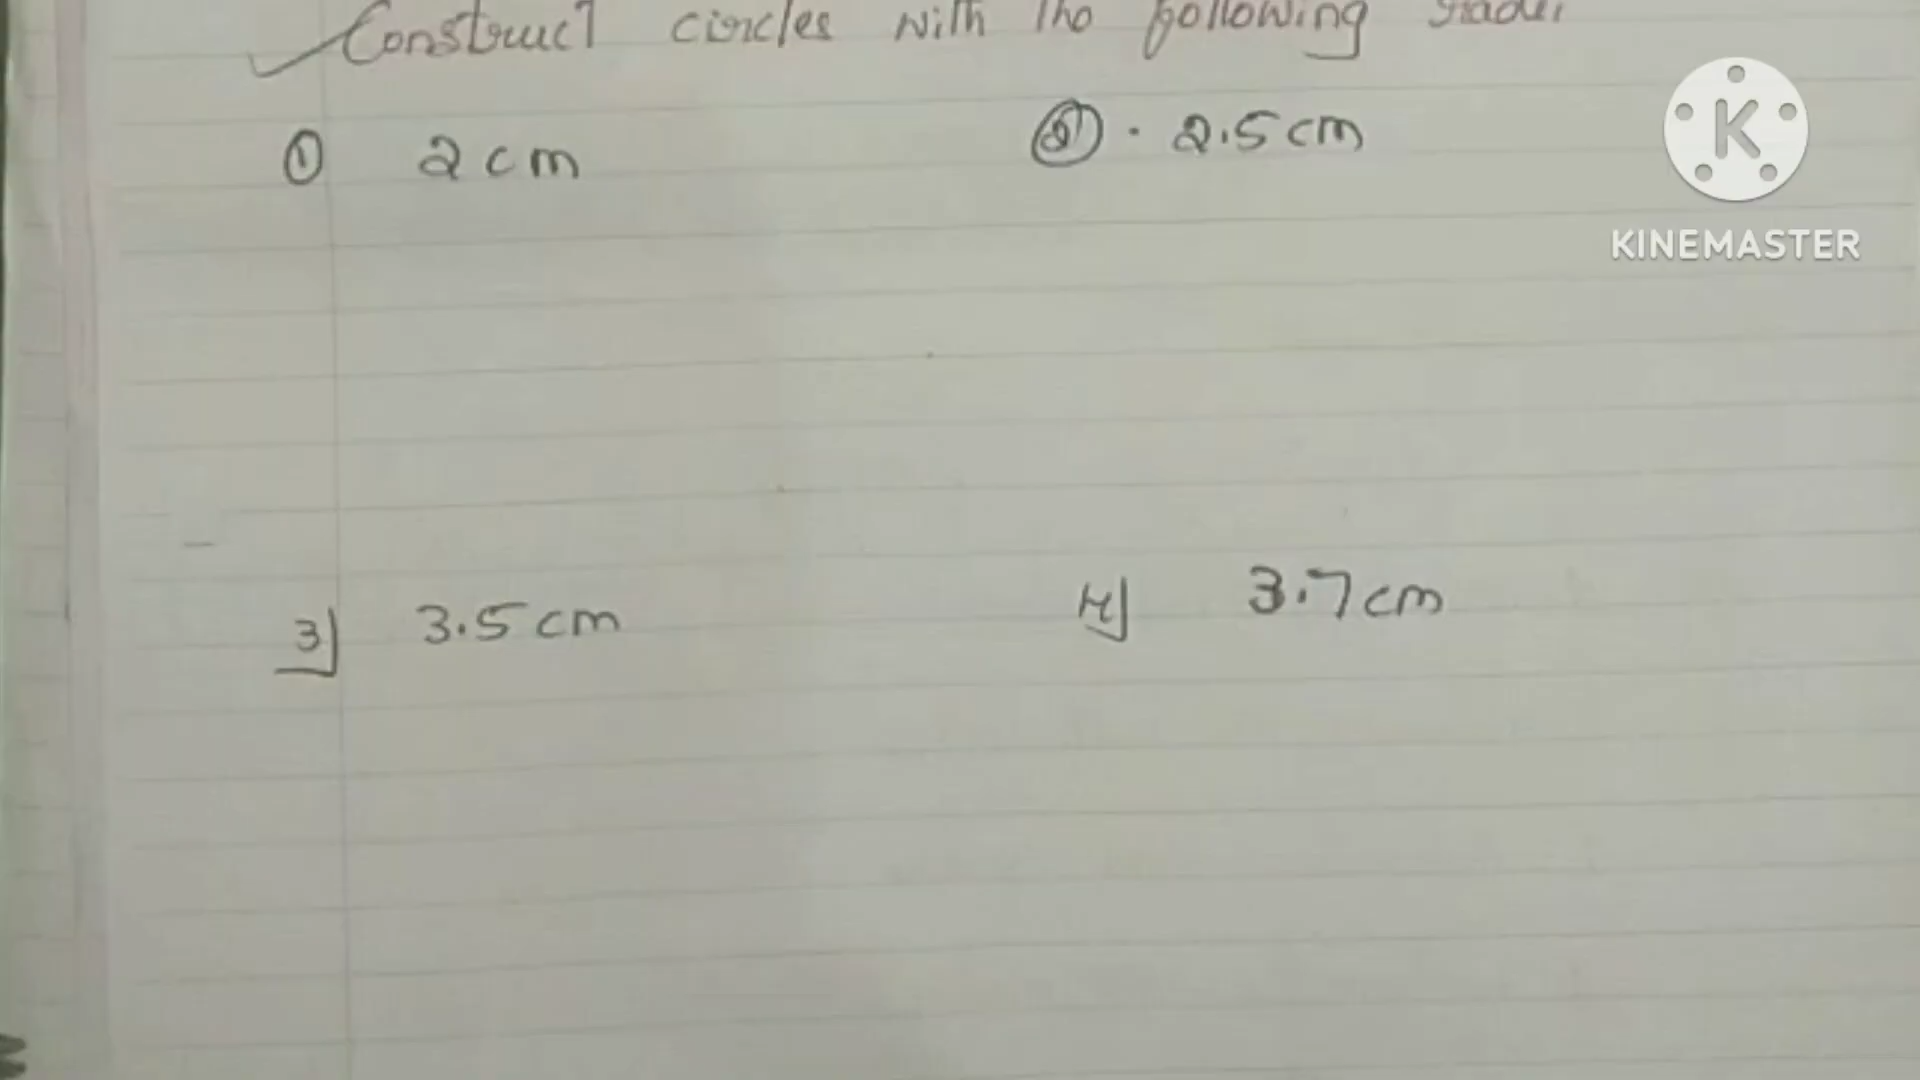 Construct circles with the following radii
① 2 cm
② . 2.5 cm
KINEMASTER
3) 3.5 cm
4) 3.7 cm